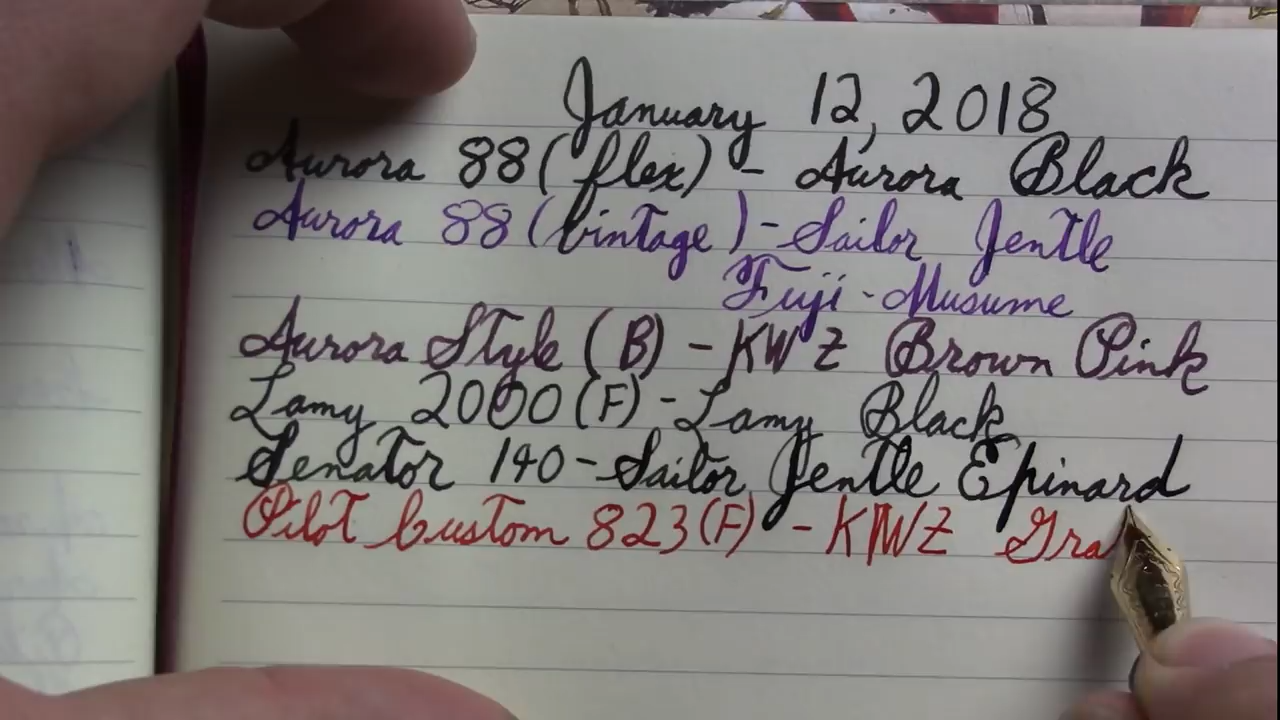 January 12, 2018
Aurora 88 (flex) - Aurora Black
Aurora 88 (vintage) - Sailor Jentle
Fuji-Musume
Aurora Style (B) - KWZ Brown Pink
Lamy 2000 (F) - Lamy Black
Senator 140 - Sailor Jentle Epinard
Pilot Custom 823 (F) - KWZ Gra